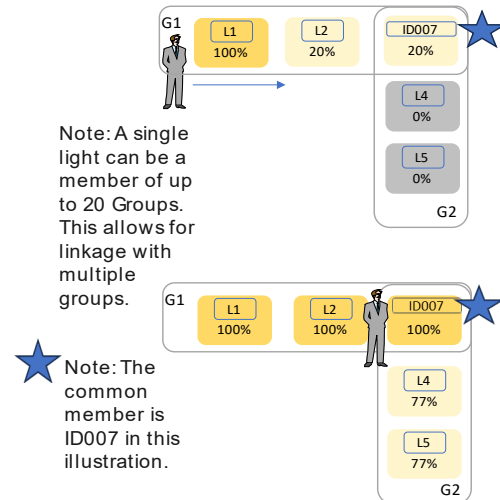 G1
L1
100%
L2
20%
ID007
20%
L4
0%
L5
0%
G2
Note: A single
light can be a
member of up
to 20 Groups.
This allows for
linkage with
multiple
groups.
G1
L1
100%
L2
100%
ID007
100%
L4
77%
L5
77%
G2
Note: The
common
member is
ID007 in this
illustration.